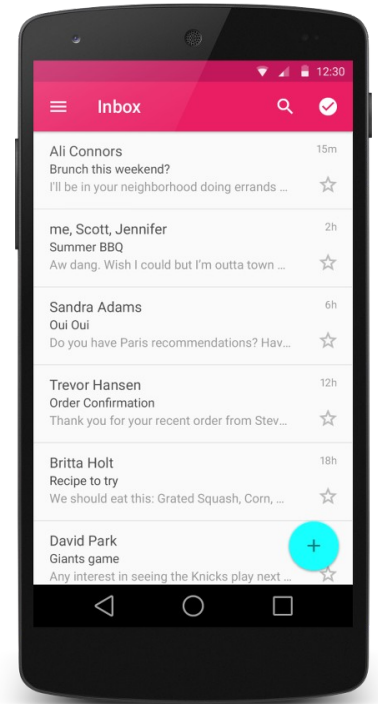 12:30
Inbox
Ali Connors 15m
Brunch this weekend?
I'll be in your neighborhood doing errands ...
me, Scott, Jennifer 2h
Summer BBQ
Aw dang. Wish I could but I'm outta town ...
Sandra Adams 6h
Oui Oui
Do you have Paris recommendations? Hav...
Trevor Hansen 12h
Order Confirmation
Thank you for your recent order from Stev...
Britta Holt 18h
Recipe to try
We should eat this: Grated Squash, Corn, ...
David Park
Giants game
Any interest in seeing the Knicks play next ...